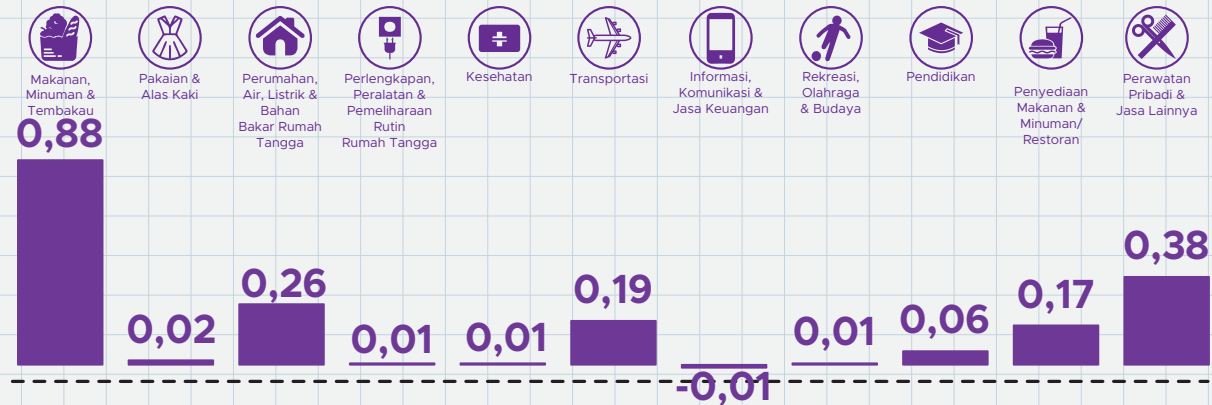 Makanan,
Minuman &
Tembakau
0,88
Pakaian &
Alas Kaki
0,02
Perumahan,
Air, Listrik &
Bahan
Bakar Rumah
Tangga
0,26
Perlengkapan,
Peralatan &
Pemeliharaan
Rutin
Rumah Tangga
0,01
Kesehatan
0,01
Transportasi
0,19
Informasi,
Komunikasi &
Jasa Keuangan
-0,01
Rekreasi,
Olahraga
& Budaya
0,01
Pendidikan
0,06
Penyediaan
Makanan &
Minuman/
Restoran
0,17
Perawatan
Pribadi &
Jasa Lainnya
0,38